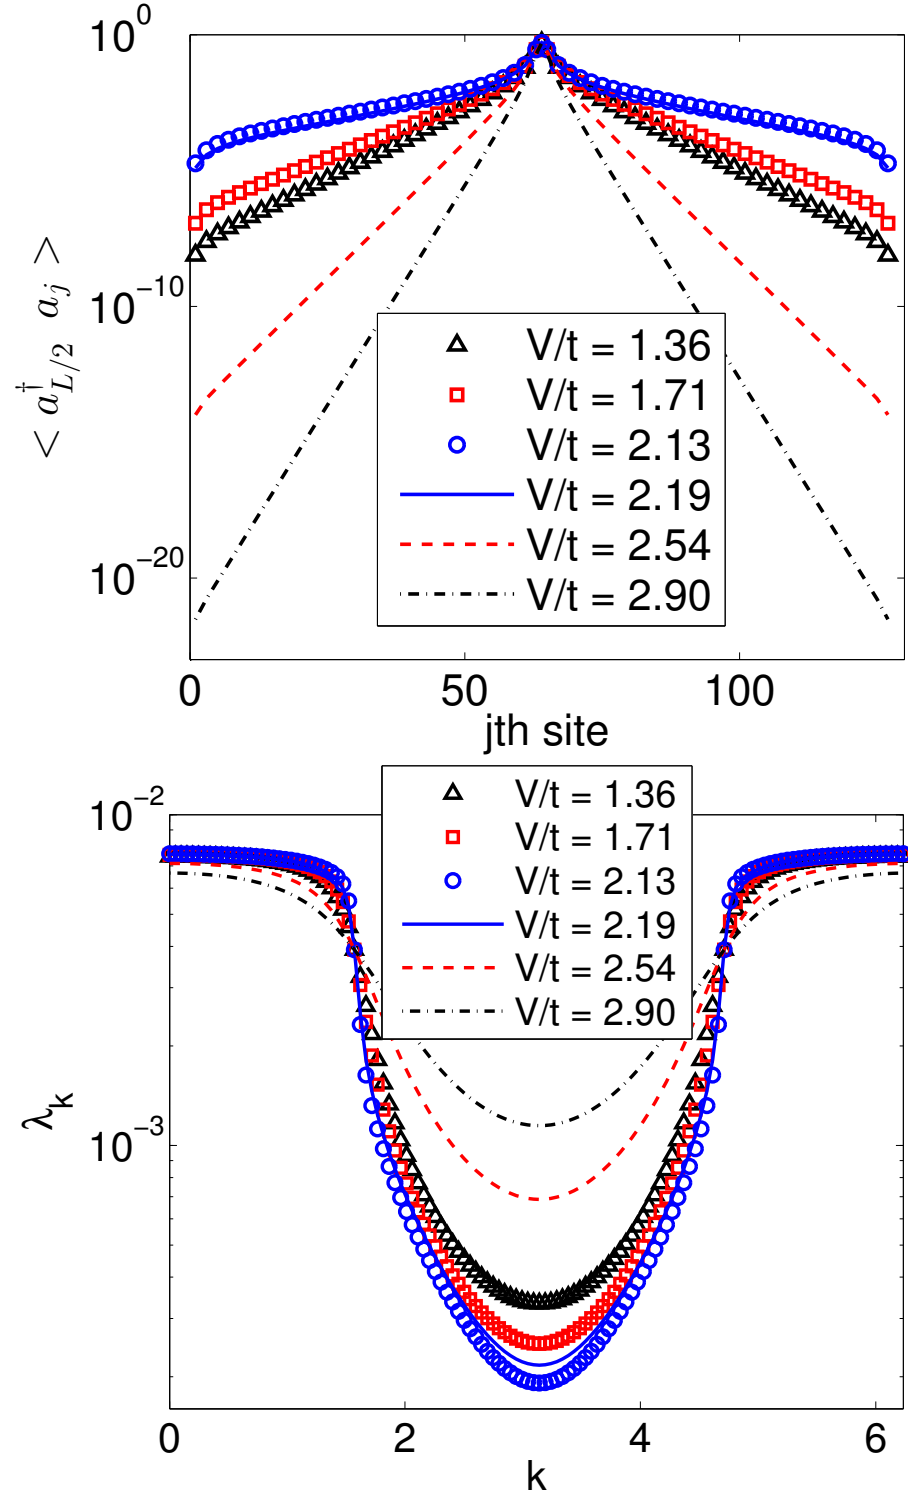 10^0
10^{-10}
10^{-20}
< a^†_{L/2} a_j >
V/t = 1.36
V/t = 1.71
V/t = 2.13
V/t = 2.19
V/t = 2.54
V/t = 2.90
0 50 100
jth site
V/t = 1.36
V/t = 1.71
V/t = 2.13
V/t = 2.19
V/t = 2.54
V/t = 2.90
10^{-2}
10^{-3}
λ_k
0 2 4 6
k